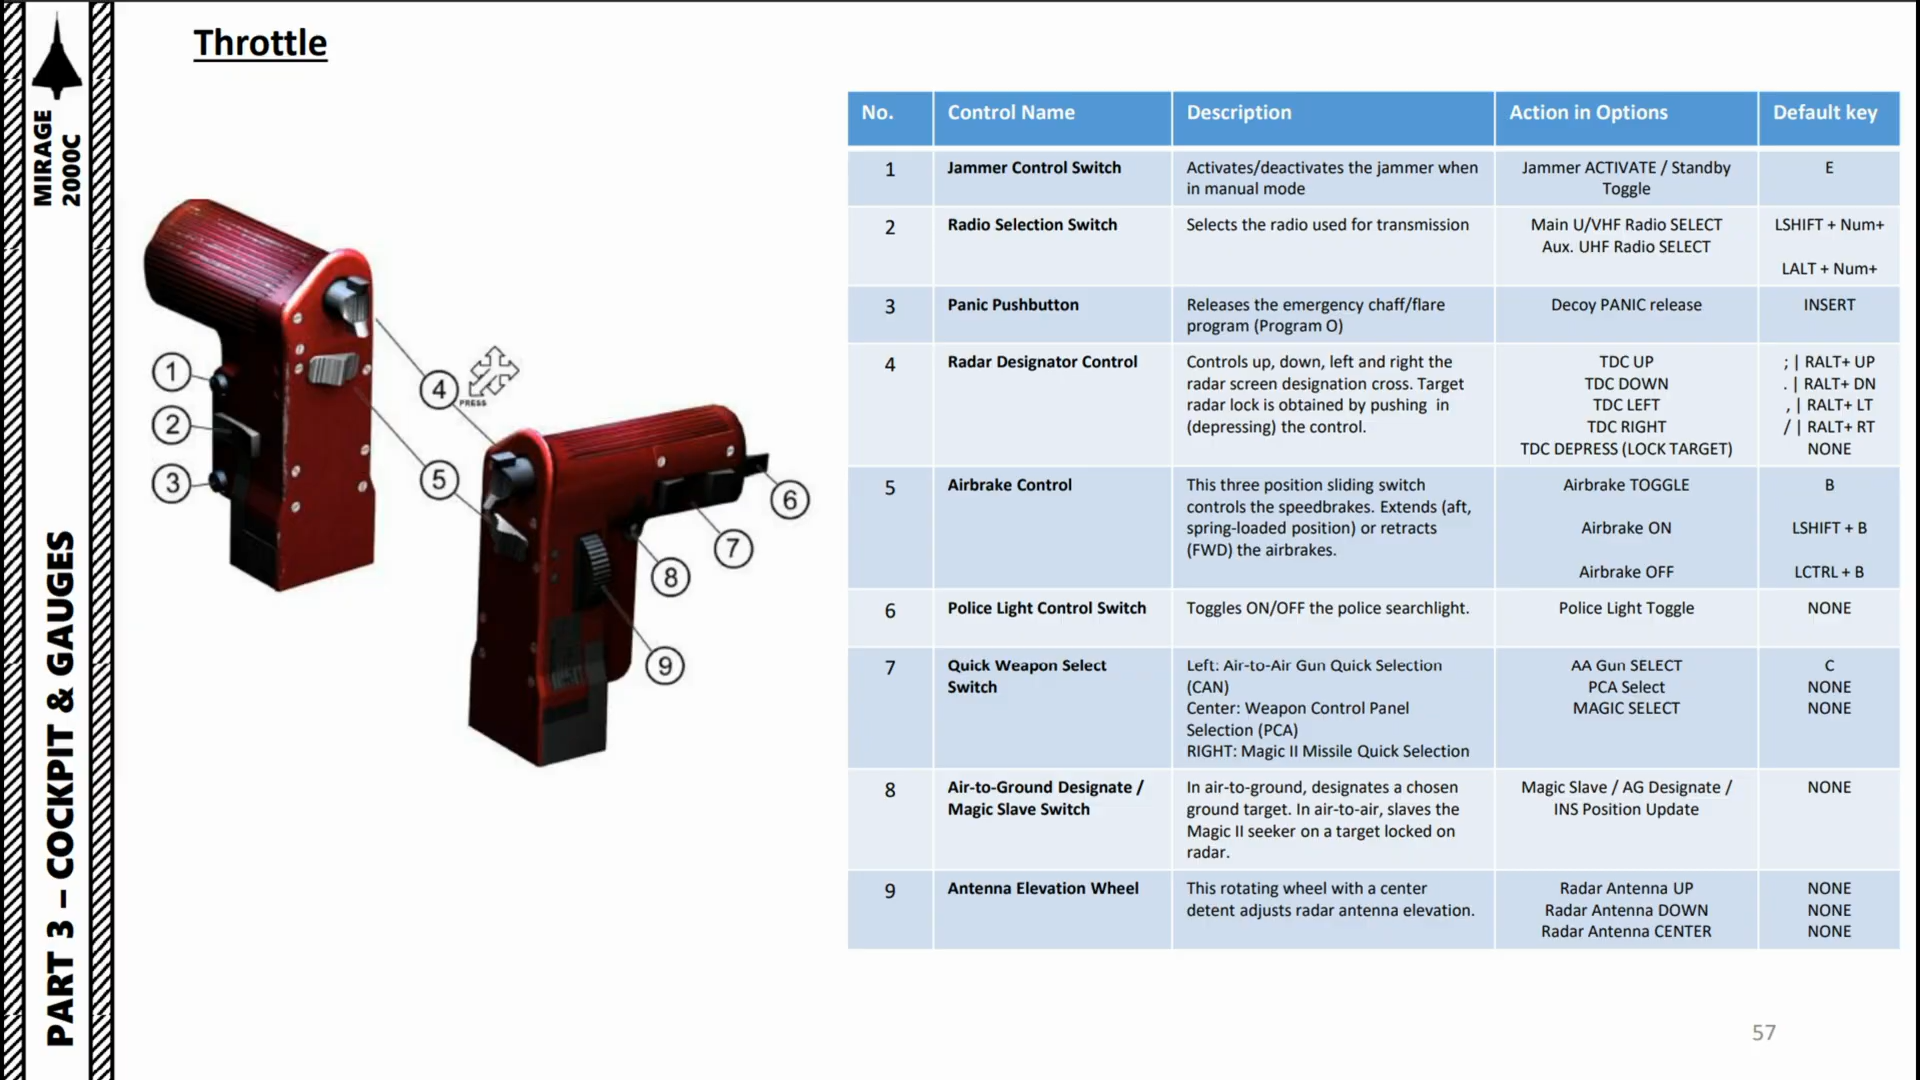 Throttle
MIRAGE
2000C
PART 3 – COCKPIT & GAUGES
1
2
3
4
PRESS
5
6
7
8
9
No. Control Name Description Action in Options Default key
1 Jammer Control Switch Activates/deactivates the jammer when Jammer ACTIVATE / Standby E
in manual mode Toggle
2 Radio Selection Switch Selects the radio used for transmission Main U/VHF Radio SELECT LSHIFT + Num+
Aux. UHF Radio SELECT
LALT + Num+
3 Panic Pushbutton Releases the emergency chaff/flare Decoy PANIC release INSERT
program (Program O)
4 Radar Designator Control Controls up, down, left and right the TDC UP ; | RALT+ UP
radar screen designation cross. Target TDC DOWN . | RALT+ DN
radar lock is obtained by pushing in TDC LEFT , | RALT+ LT
(depressing) the control. TDC RIGHT / | RALT+ RT
TDC DEPRESS (LOCK TARGET) NONE
5 Airbrake Control This three position sliding switch Airbrake TOGGLE B
controls the speedbrakes. Extends (aft,
spring-loaded position) or retracts Airbrake ON LSHIFT + B
(FWD) the airbrakes.
Airbrake OFF LCTRL + B
6 Police Light Control Switch Toggles ON/OFF the police searchlight. Police Light Toggle NONE
7 Quick Weapon Select Left: Air-to-Air Gun Quick Selection AA Gun SELECT C
Switch (CAN) PCA Select NONE
Center: Weapon Control Panel MAGIC SELECT NONE
Selection (PCA)
RIGHT: Magic II Missile Quick Selection
8 Air-to-Ground Designate / In air-to-ground, designates a chosen Magic Slave / AG Designate / NONE
Magic Slave Switch ground target. In air-to-air, slaves the INS Position Update
Magic II seeker on a target locked on
radar.
9 Antenna Elevation Wheel This rotating wheel with a center Radar Antenna UP NONE
detent adjusts radar antenna elevation. Radar Antenna DOWN NONE
Radar Antenna CENTER NONE
57